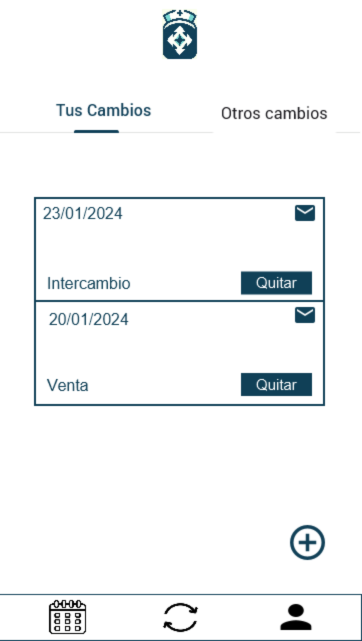 Tus Cambios
Otros cambios
23/01/2024
Intercambio
Quitar
20/01/2024
Venta
Quitar